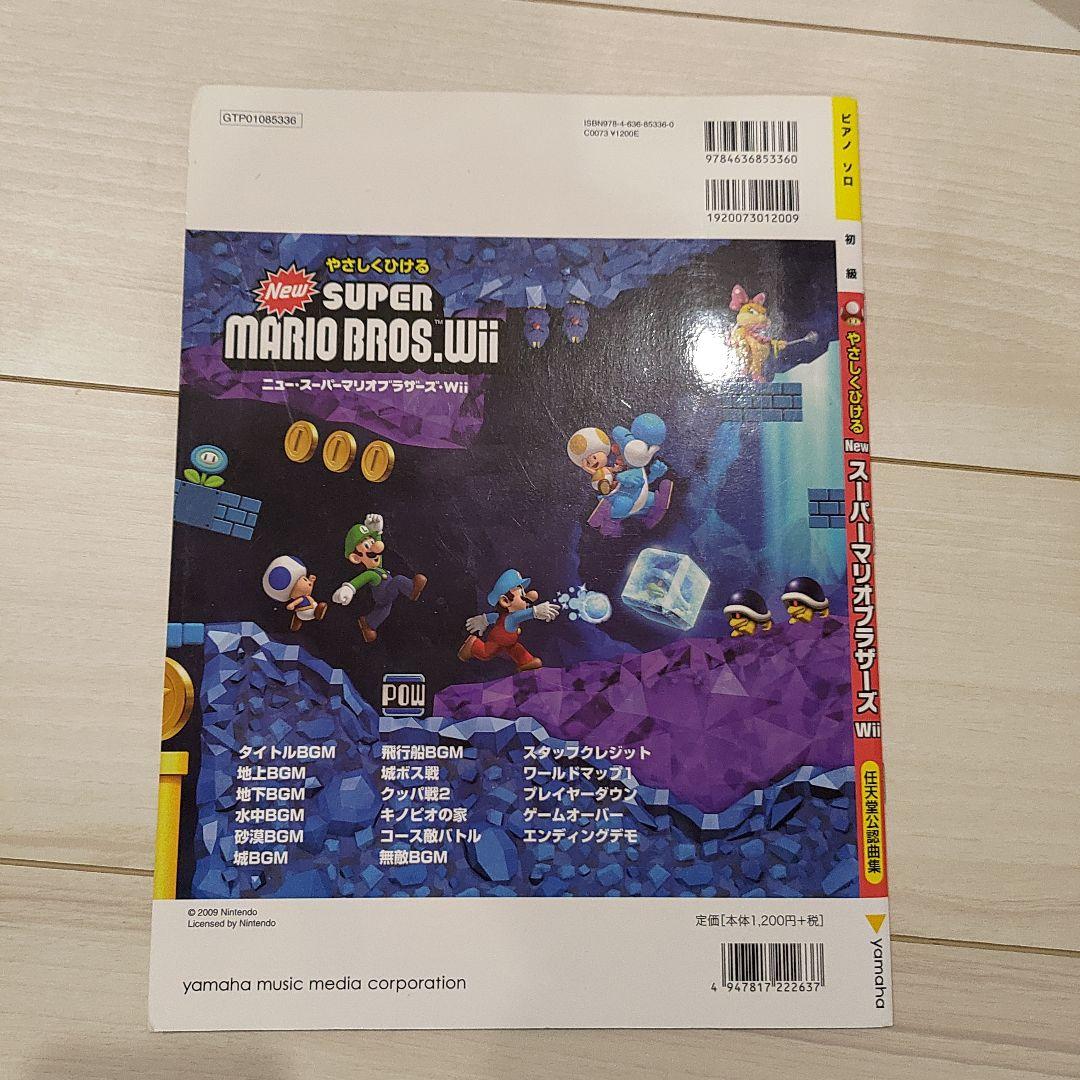 GTP01085336
ISBN978-4-636-85336-0
C0073 ¥1200E
9784636853360
1920073012009
やさしくひける
New SUPER
MARIO BROS.Wii
ニュー・スーパーマリオブラザーズ・Wii
POW
タイトルBGM
地上BGM
地下BGM
水中BGM
砂漠BGM
城BGM
飛行船BGM
城ボス戦
クッパ戦2
キノピオの家
コース敵バトル
無敵BGM
スタッフクレジット
ワールドマップ1
プレイヤーダウン
ゲームオーバー
エンディングデモ
© 2009 Nintendo
Licensed by Nintendo
定価[本体1,200円+税]
4 947817 222637
yamaha music media corporation
ピアノ ソロ
初級
やさしくひける New スーパーマリオブラザーズ Wii
任天堂公認曲集
yamaha